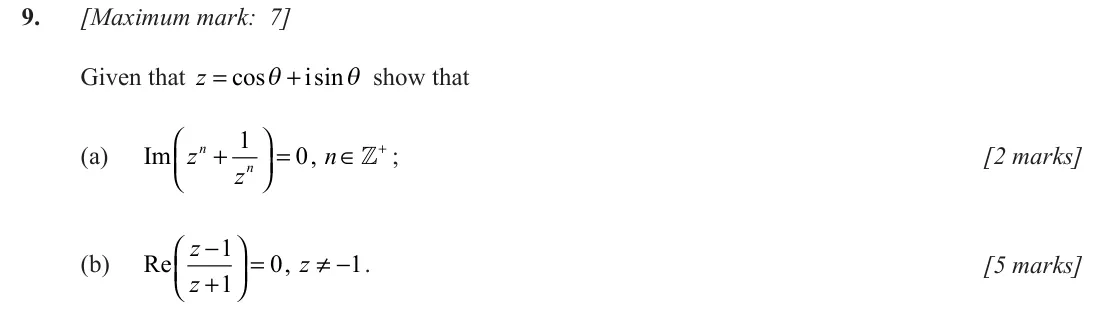 9. [Maximum mark: 7]
Given that z = cosθ + i sinθ show that
(a) Im(zⁿ + 1/zⁿ) = 0, n ∈ ℤ⁺ ; [2 marks]
(b) Re((z−1)/(z+1)) = 0, z ≠ −1. [5 marks]